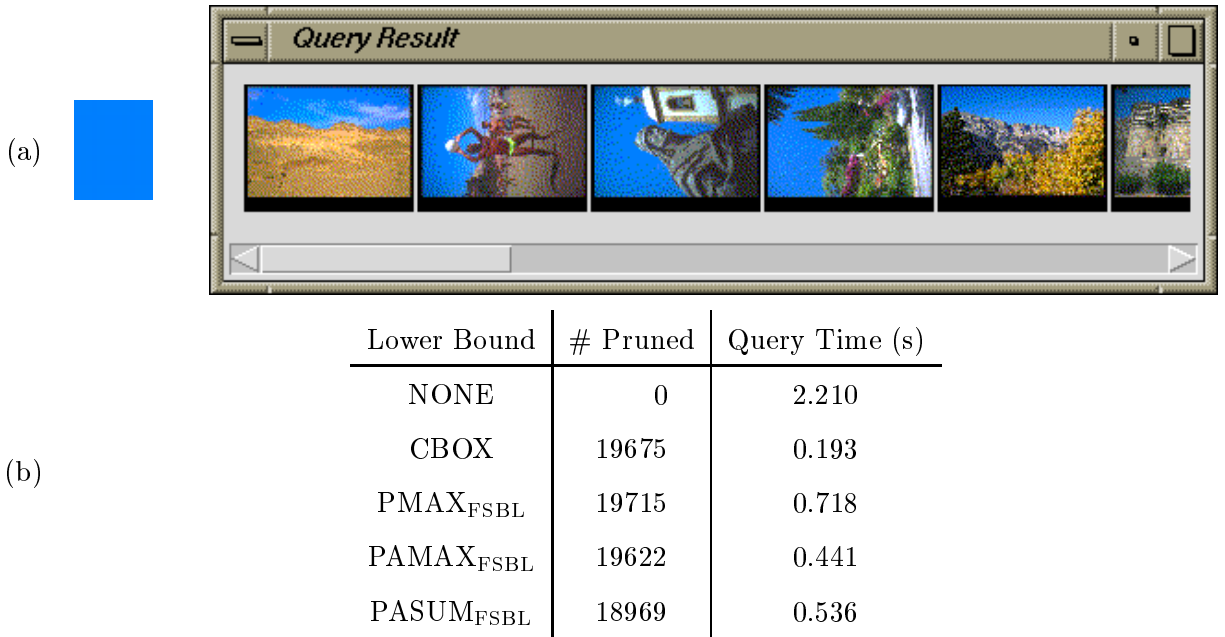 (a)
Query Result
(b)
Lower Bound # Pruned Query Time (s)
NONE 0 2.210
CBOX 19675 0.193
PMAX_FSBL 19715 0.718
PAMAX_FSBL 19622 0.441
PASUM_FSBL 18969 0.536